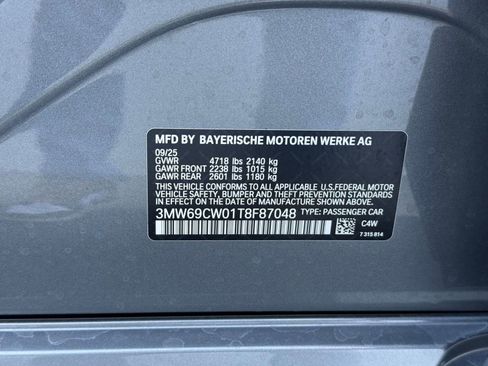 MFD BY BAYERISCHE MOTOREN WERKE AG
09/25
GVWR 4718 lbs 2140 kg
GAWR FRONT 2238 lbs 1015 kg
GAWR REAR 2601 lbs 1180 kg
THIS VEHICLE CONFORMS TO ALL APPLICABLE U.S.FEDERAL MOTOR
VEHICLE SAFETY, BUMPER AND THEFT PREVENTION STANDARDS
IN EFFECT ON THE DATE OF MANUFACTURE SHOWN ABOVE.
3MW69CW01T8F87048 TYPE: PASSENGER CAR
C4W
7 315 814